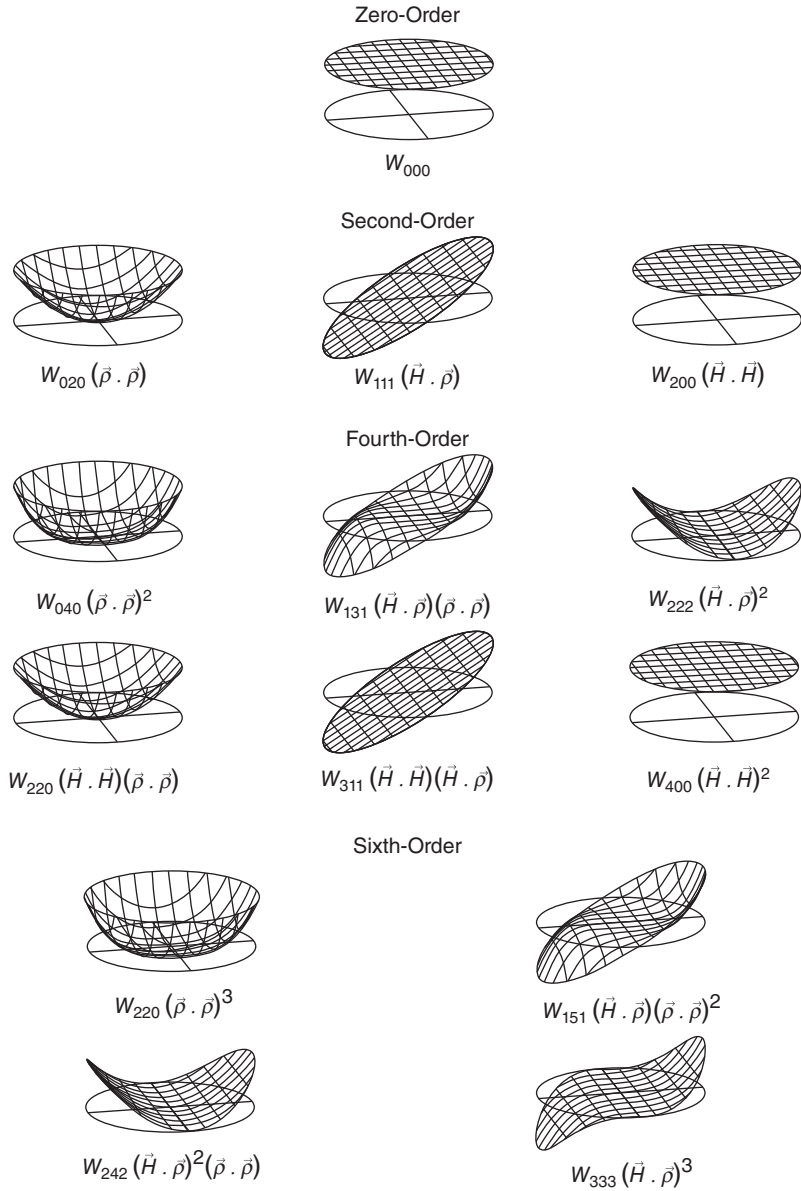 Zero-Order
W₀₀₀
Second-Order
W₀₂₀ (ρ⃗ . ρ⃗) W₁₁₁ (H⃗ . ρ⃗) W₂₀₀ (H⃗ . H⃗)
Fourth-Order
W₀₄₀ (ρ⃗ . ρ⃗)² W₁₃₁ (H⃗ . ρ⃗)(ρ⃗ . ρ⃗) W₂₂₂ (H⃗ . ρ⃗)²
W₂₂₀ (H⃗ . H⃗)(ρ⃗ . ρ⃗) W₃₁₁ (H⃗ . H⃗)(H⃗ . ρ⃗) W₄₀₀ (H⃗ . H⃗)²
Sixth-Order
W₂₂₀ (ρ⃗ . ρ⃗)³ W₁₅₁ (H⃗ . ρ⃗)(ρ⃗ . ρ⃗)²
W₂₄₂ (H⃗ . ρ⃗)²(ρ⃗ . ρ⃗) W₃₃₃ (H⃗ . ρ⃗)³